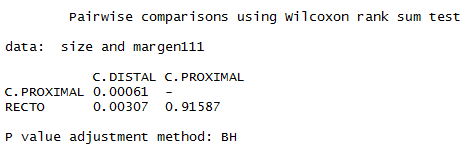 Pairwise comparisons using Wilcoxon rank sum test
data:  size and margen111
           C.DISTAL C.PROXIMAL
C.PROXIMAL 0.00061  -
RECTO      0.00307  0.91587
P value adjustment method: BH